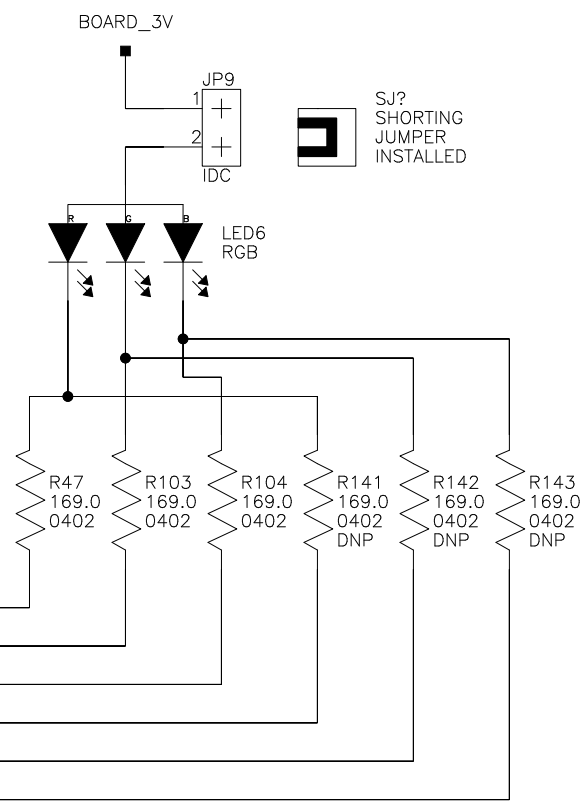 BOARD_3V
JP9
1
2
IDC
SJ?
SHORTING
JUMPER
INSTALLED
R
G
B
LED6
RGB
R47
169.0
0402
R103
169.0
0402
R104
169.0
0402
R141
169.0
0402
DNP
R142
169.0
0402
DNP
R143
169.0
0402
DNP